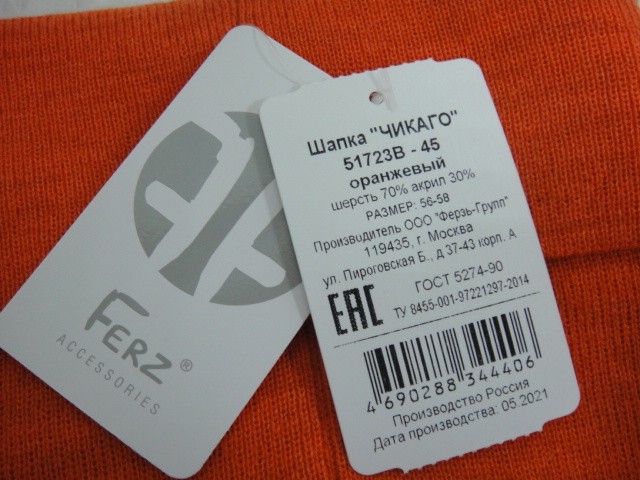 FERZ®
ACCESSORIES
Шапка "ЧИКАГО"
51723В - 45
оранжевый
шерсть 70% акрил 30%
РАЗМЕР: 56-58
Производитель ООО "Ферзь-Групп"
119435, г. Москва
ул. Пироговская Б., д 37-43 корп. А
ГОСТ 5274-90
ЕАС
ТУ 8455-001-97221297-2014
4 690288 344406
Производство Россия
Дата производства: 05.2021